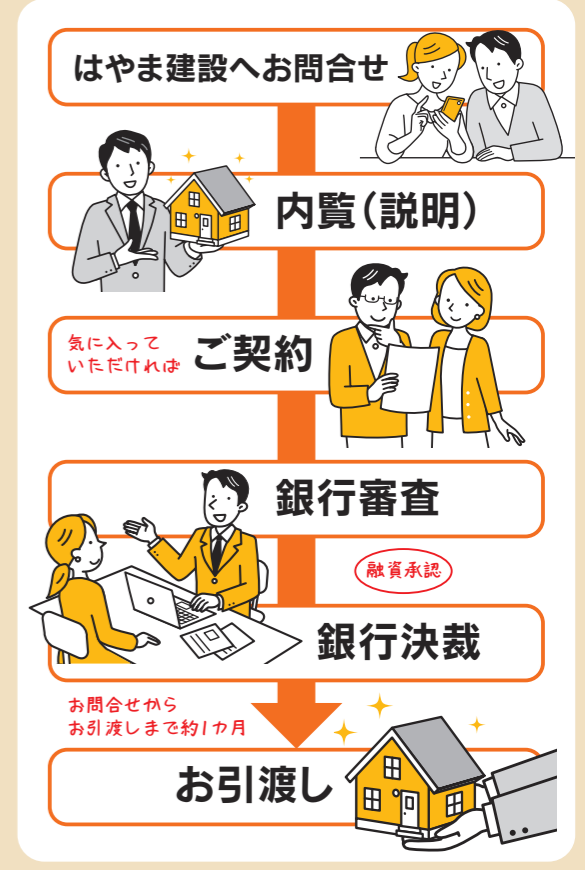 はやま建設へお問合せ
内覧（説明）
気に入って
いただければ
ご契約
銀行審査
融資承認
銀行決裁
お問合せから
お引渡しまで約1カ月
お引渡し